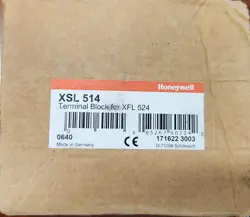 Honeywell
XSL 514
Terminal Block for XFL 524
0640
171622 3003
Made in Germany
D-71098 Schönaich